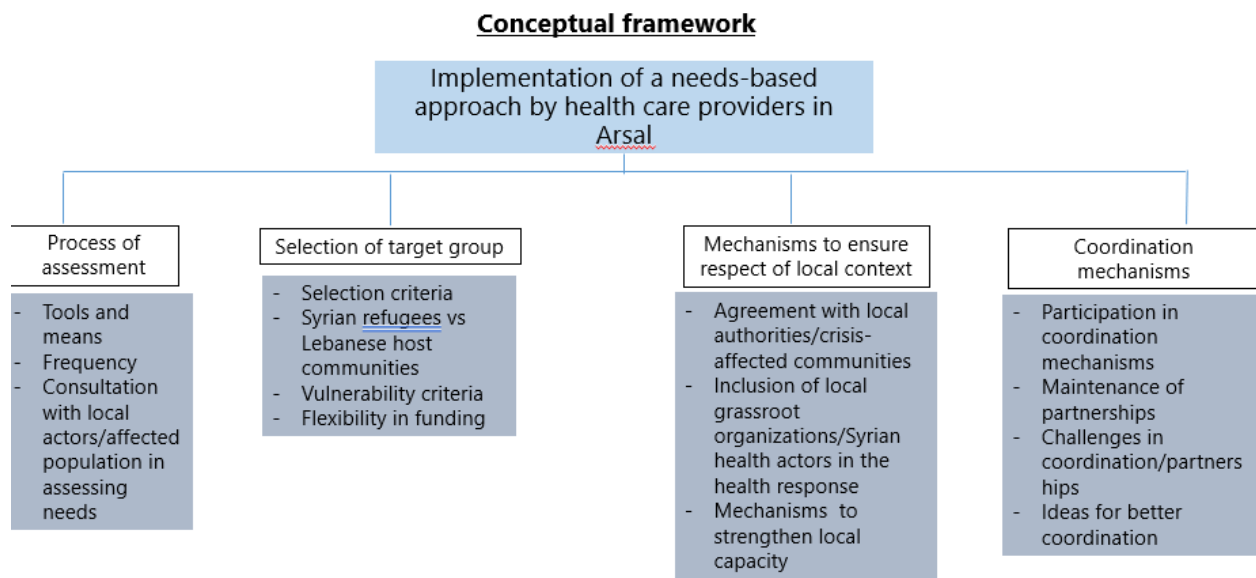 Conceptual framework
Implementation of a needs-based
approach by health care providers in
Arsal
Process of
assessment
- Tools and
means
- Frequency
- Consultation
with local
actors/affected
population in
assessing
needs
Selection of target group
- Selection criteria
- Syrian refugees vs
Lebanese host
communities
- Vulnerability criteria
- Flexibility in funding
Mechanisms to ensure
respect of local context
- Agreement with local
authorities/crisis-
affected communities
- Inclusion of local
grassroot
organizations/Syrian
health actors in the
health response
- Mechanisms to
strengthen local
capacity
Coordination
mechanisms
- Participation in
coordination
mechanisms
- Maintenance of
partnerships
- Challenges in
coordination/partners
hips
- Ideas for better
coordination